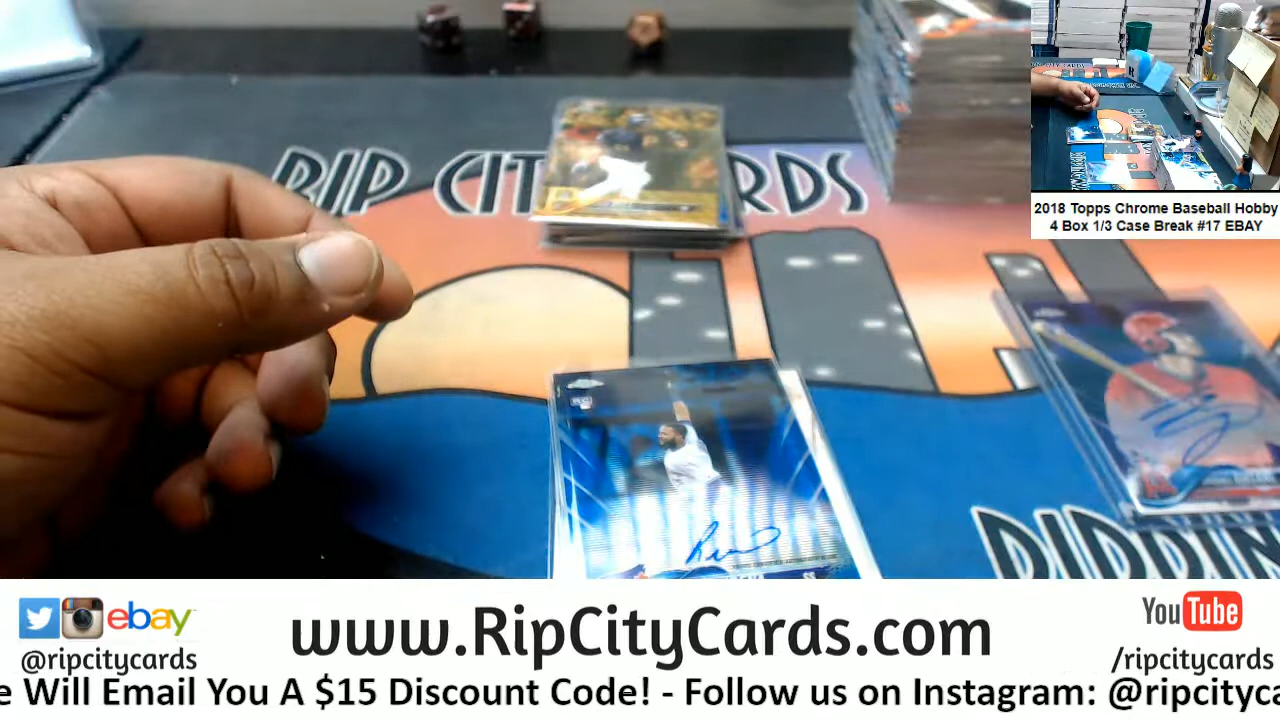 RIP CITY CARDS
2018 Topps Chrome Baseball Hobby
4 Box 1/3 Case Break #17 EBAY
RIPPIN
ebay
@ripcitycards
www.RipCityCards.com
YouTube
/ripcitycards
e Will Email You A $15 Discount Code! - Follow us on Instagram: @ripcityca